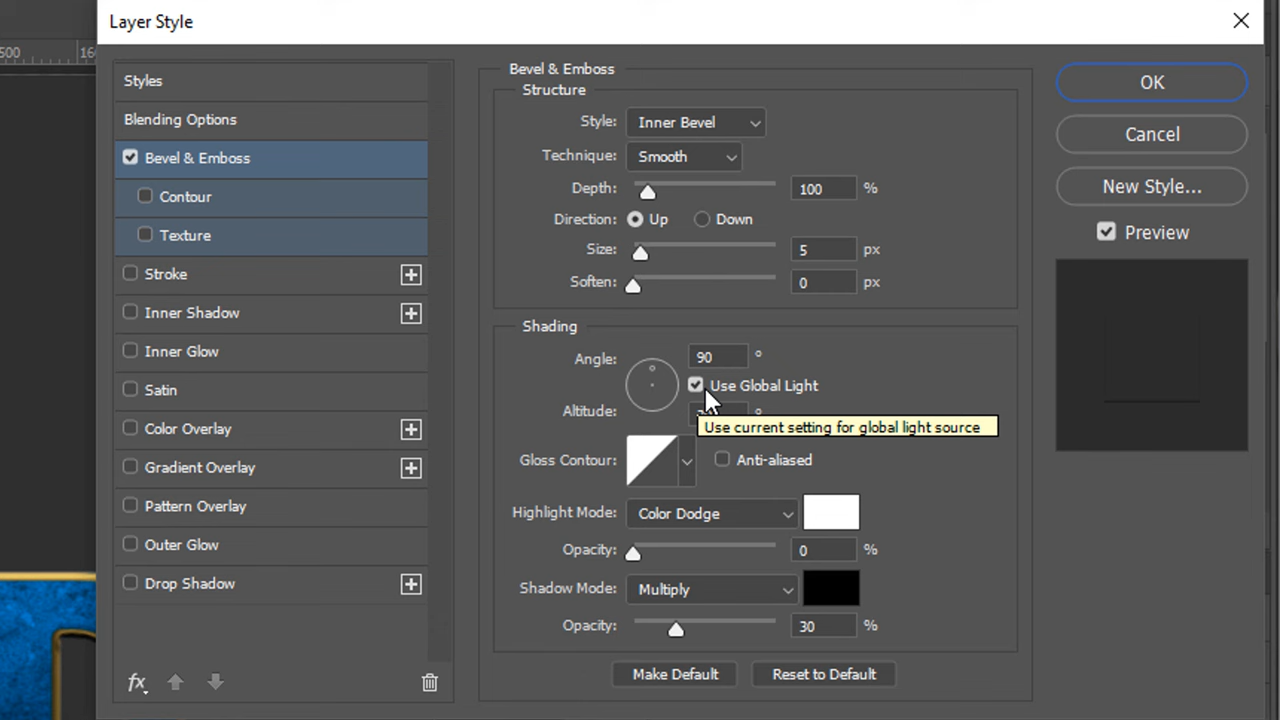 Layer Style
500
160
Styles
Blending Options
Bevel & Emboss
Contour
Texture
Stroke
Inner Shadow
Inner Glow
Satin
Color Overlay
Gradient Overlay
Pattern Overlay
Outer Glow
Drop Shadow
fx
Bevel & Emboss
Structure
Style: Inner Bevel
Technique: Smooth
Depth: 100 %
Direction: Up Down
Size: 5 px
Soften: 0 px
Shading
Angle: 90 °
Use Global Light
Altitude: °
Use current setting for global light source
Gloss Contour: Anti-aliased
Highlight Mode: Color Dodge
Opacity: 0 %
Shadow Mode: Multiply
Opacity: 30 %
Make Default Reset to Default
OK
Cancel
New Style...
Preview